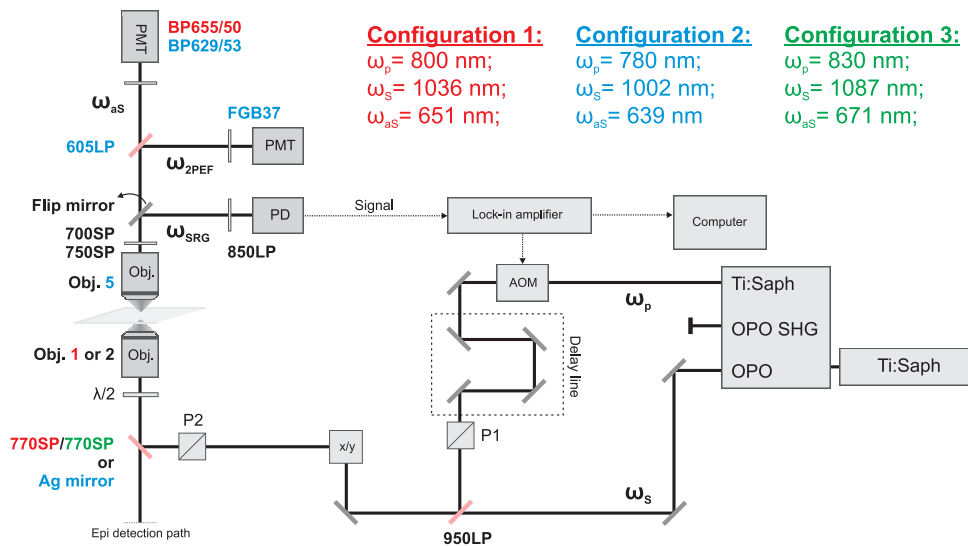 PMT
BP655/50
BP629/53
Configuration 1:
ωp= 800 nm;
ωS= 1036 nm;
ωaS= 651 nm;
Configuration 2:
ωp= 780 nm;
ωS= 1002 nm;
ωaS= 639 nm
Configuration 3:
ωp= 830 nm;
ωS= 1087 nm;
ωaS= 671 nm;
ωaS
FGB37
605LP
PMT
ω2PEF
Flip mirror
PD
Signal
Lock-in amplifier
Computer
700SP
750SP
ωSRG
850LP
Obj.
Obj. 5
AOM
ωp
Ti:Saph
OPO SHG
OPO
Ti:Saph
Delay line
Obj. 1 or 2
Obj.
λ/2
P2
P1
770SP/770SP
or
Ag mirror
x/y
ωS
Epi detection path
950LP